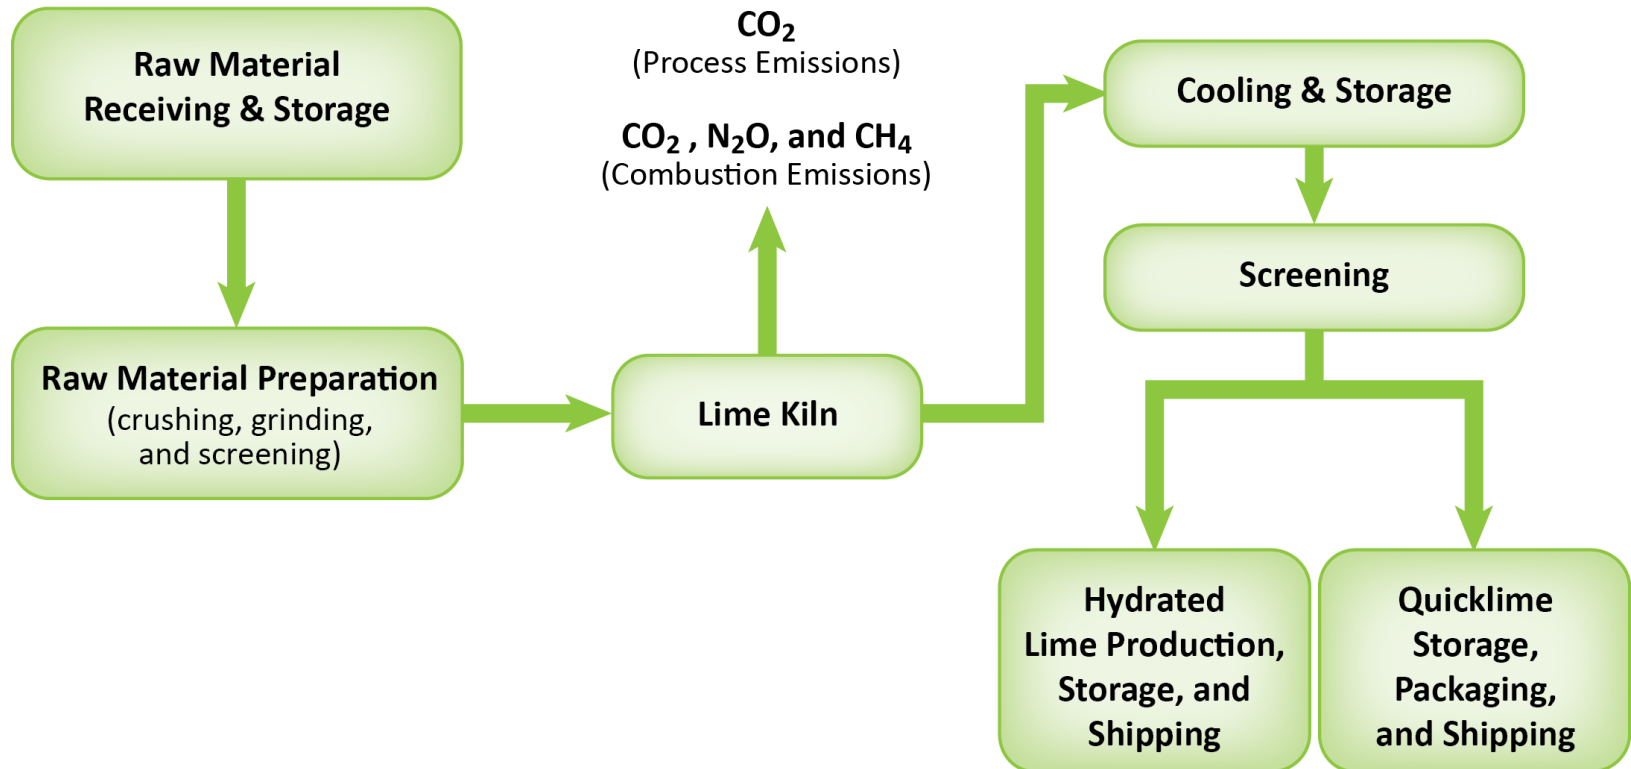 Raw Material
Receiving & Storage
Raw Material Preparation
(crushing, grinding,
and screening)
CO₂
(Process Emissions)
CO₂ , N₂O, and CH₄
(Combustion Emissions)
Lime Kiln
Cooling & Storage
Screening
Hydrated
Lime Production,
Storage, and
Shipping
Quicklime
Storage,
Packaging,
and Shipping